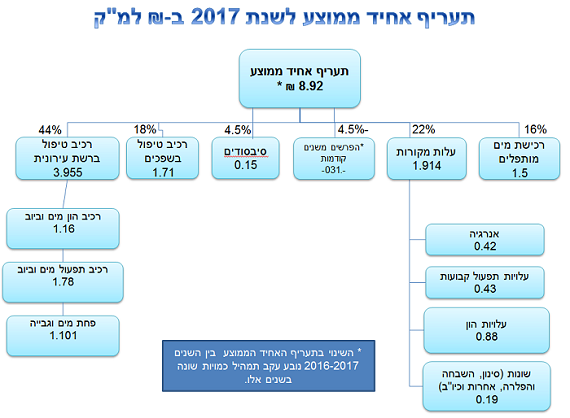 תעריף אחיד ממוצע לשנת 2017 ב-₪ למ"ק
תעריף אחיד ממוצע
8.92 ₪ *
16%
22%
4.5%-
4.5%
18%
44%
רכישת מים
מותפלים
1.5
עלות מקורות
1.914
*הפרשים משנים
קודמות
-031.-
סיבסודים
0.15
רכיב טיפול
בשפכים
1.71
רכיב טיפול
ברשת עירונית
3.955
אנרגיה
0.42
עלויות תפעול קבועות
0.43
עלויות הון
0.88
שונות (סינון, השבחה
והפלרה, אחרות וכיו"ב)
0.19
רכיב הון מים וביוב
1.16
רכיב תפעול מים וביוב
1.78
פחת מים וגבייה
1.101
* השינוי בתעריף האחיד הממוצע בין השנים
2016-2017 נובע עקב תמהיל כמויות שונה
בשנים אלו.